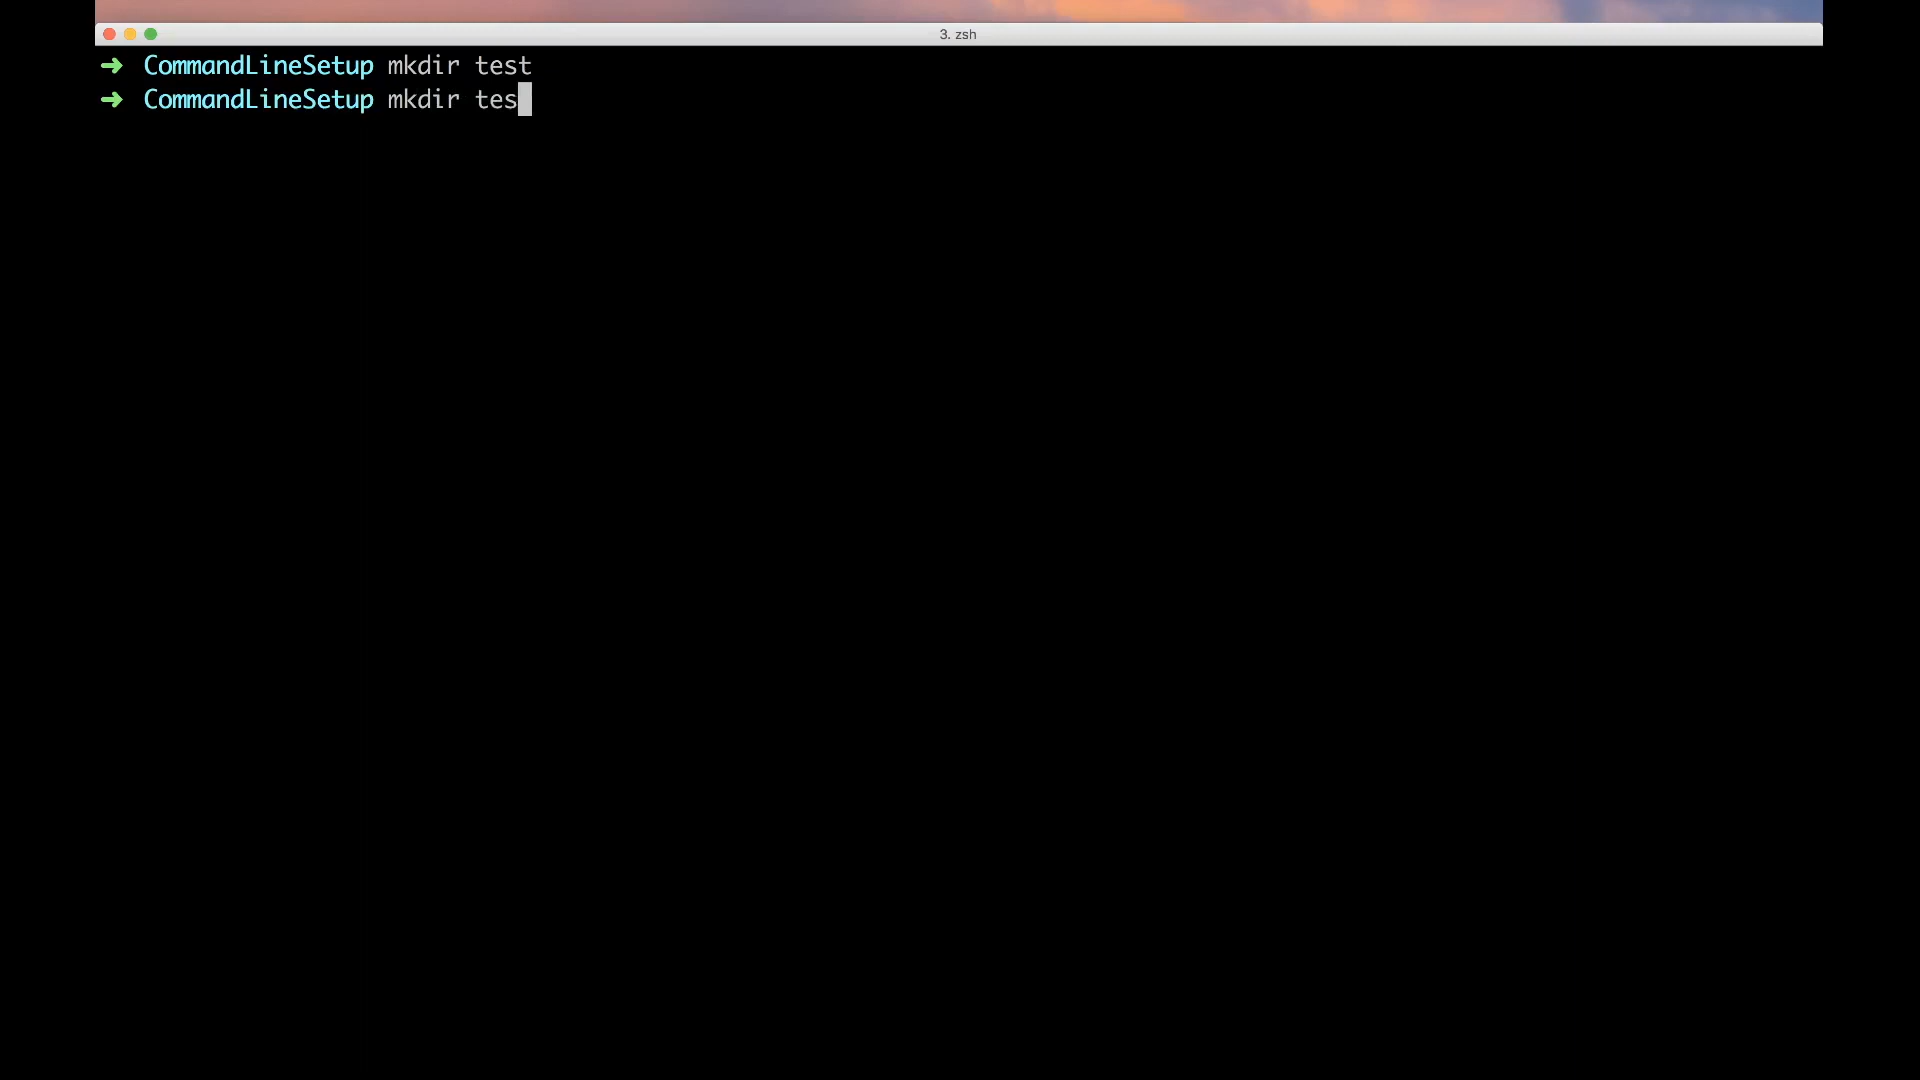 3. zsh
➜ CommandLineSetup mkdir test
➜ CommandLineSetup mkdir tes